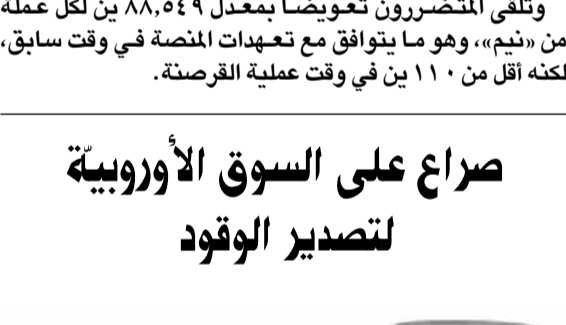 وتلقى المتضررون تعويضا بمعدل ٨٨,٥٤٩ ين لكل عملة
من «نيم»، وهو ما يتوافق مع تعهدات المنصة في وقت سابق،
لكنه أقل من ١١٠ ين في وقت عملية القرصنة.
صراع على السوق الأوروبيّة
لتصدير الوقود